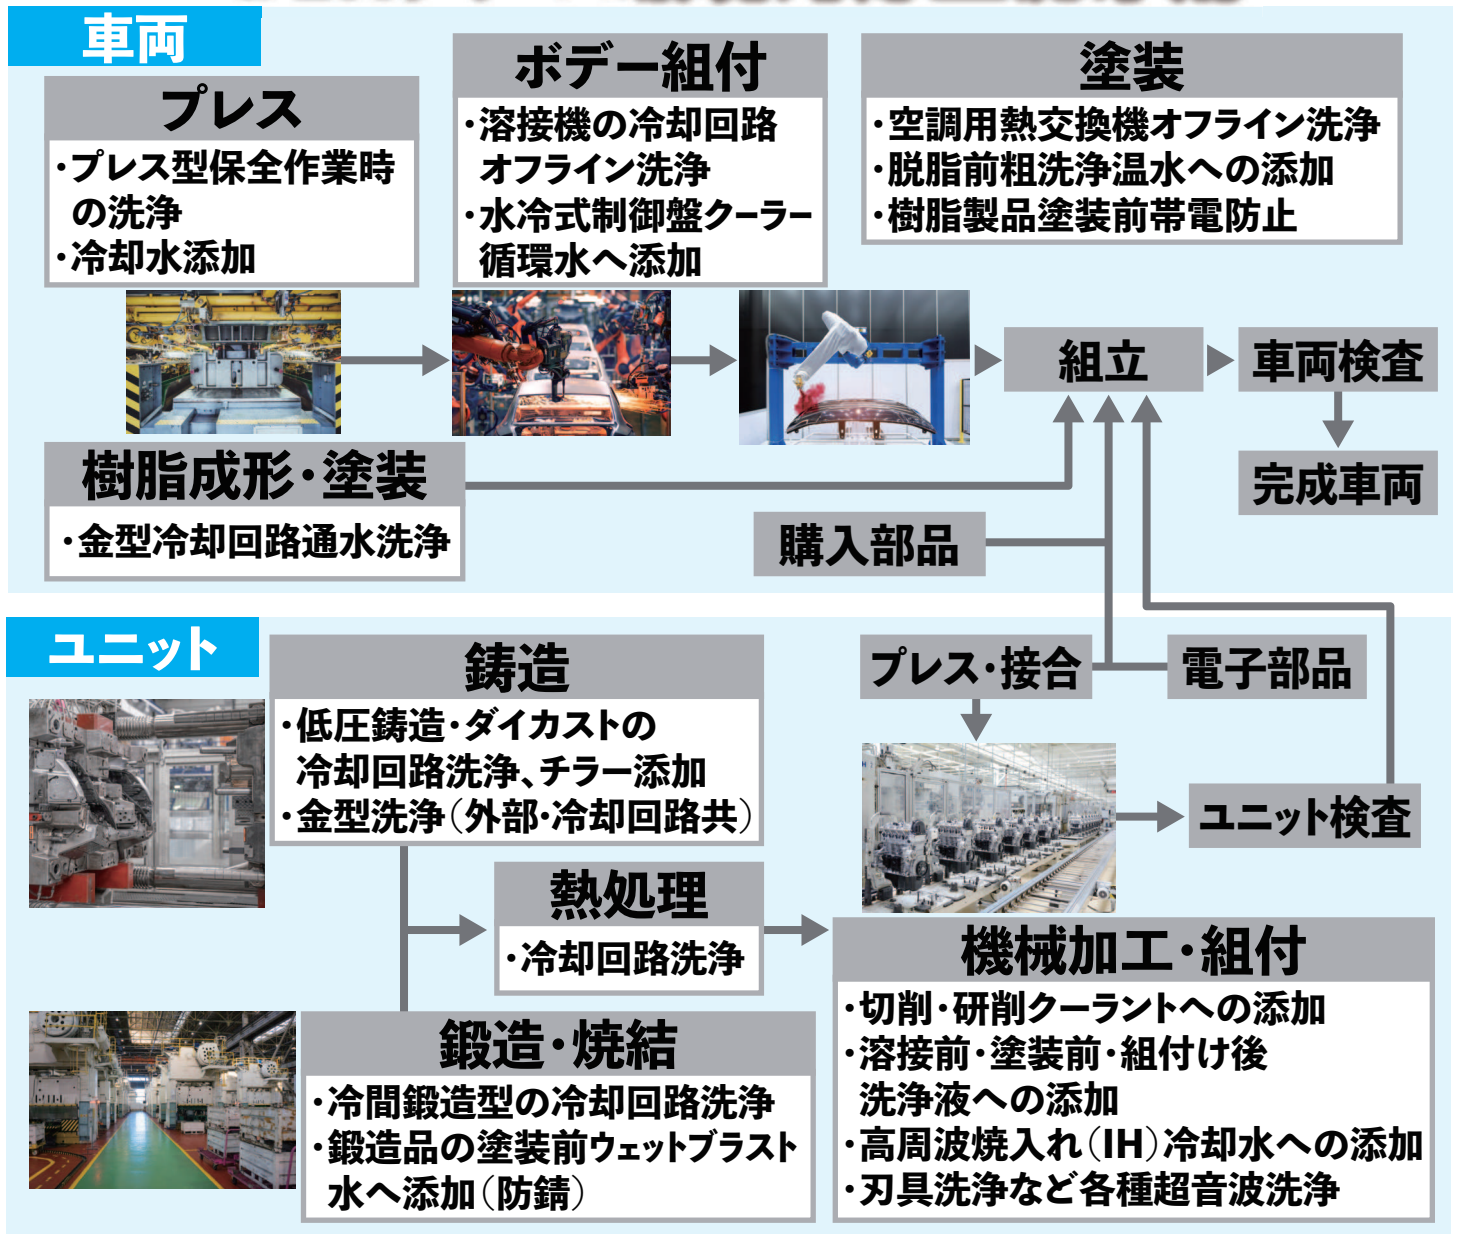 車両
プレス
・プレス型保全作業時
の洗浄
・冷却水添加
ボデー組付
・溶接機の冷却回路
オフライン洗浄
・水冷式制御盤クーラー
循環水へ添加
塗装
・空調用熱交換機オフライン洗浄
・脱脂前粗洗浄温水への添加
・樹脂製品塗装前帯電防止
組立
車両検査
完成車両
樹脂成形・塗装
・金型冷却回路通水洗浄
購入部品
ユニット
鋳造
・低圧鋳造・ダイカストの
冷却回路洗浄、チラー添加
・金型洗浄（外部・冷却回路共）
プレス・接合
電子部品
ユニット検査
熱処理
・冷却回路洗浄
機械加工・組付
・切削・研削クーラントへの添加
・溶接前・塗装前・組付け後
洗浄液への添加
・高周波焼入れ（IH）冷却水への添加
・刃具洗浄など各種超音波洗浄
鍛造・焼結
・冷間鍛造型の冷却回路洗浄
・鍛造品の塗装前ウェットブラスト
水へ添加（防錆）